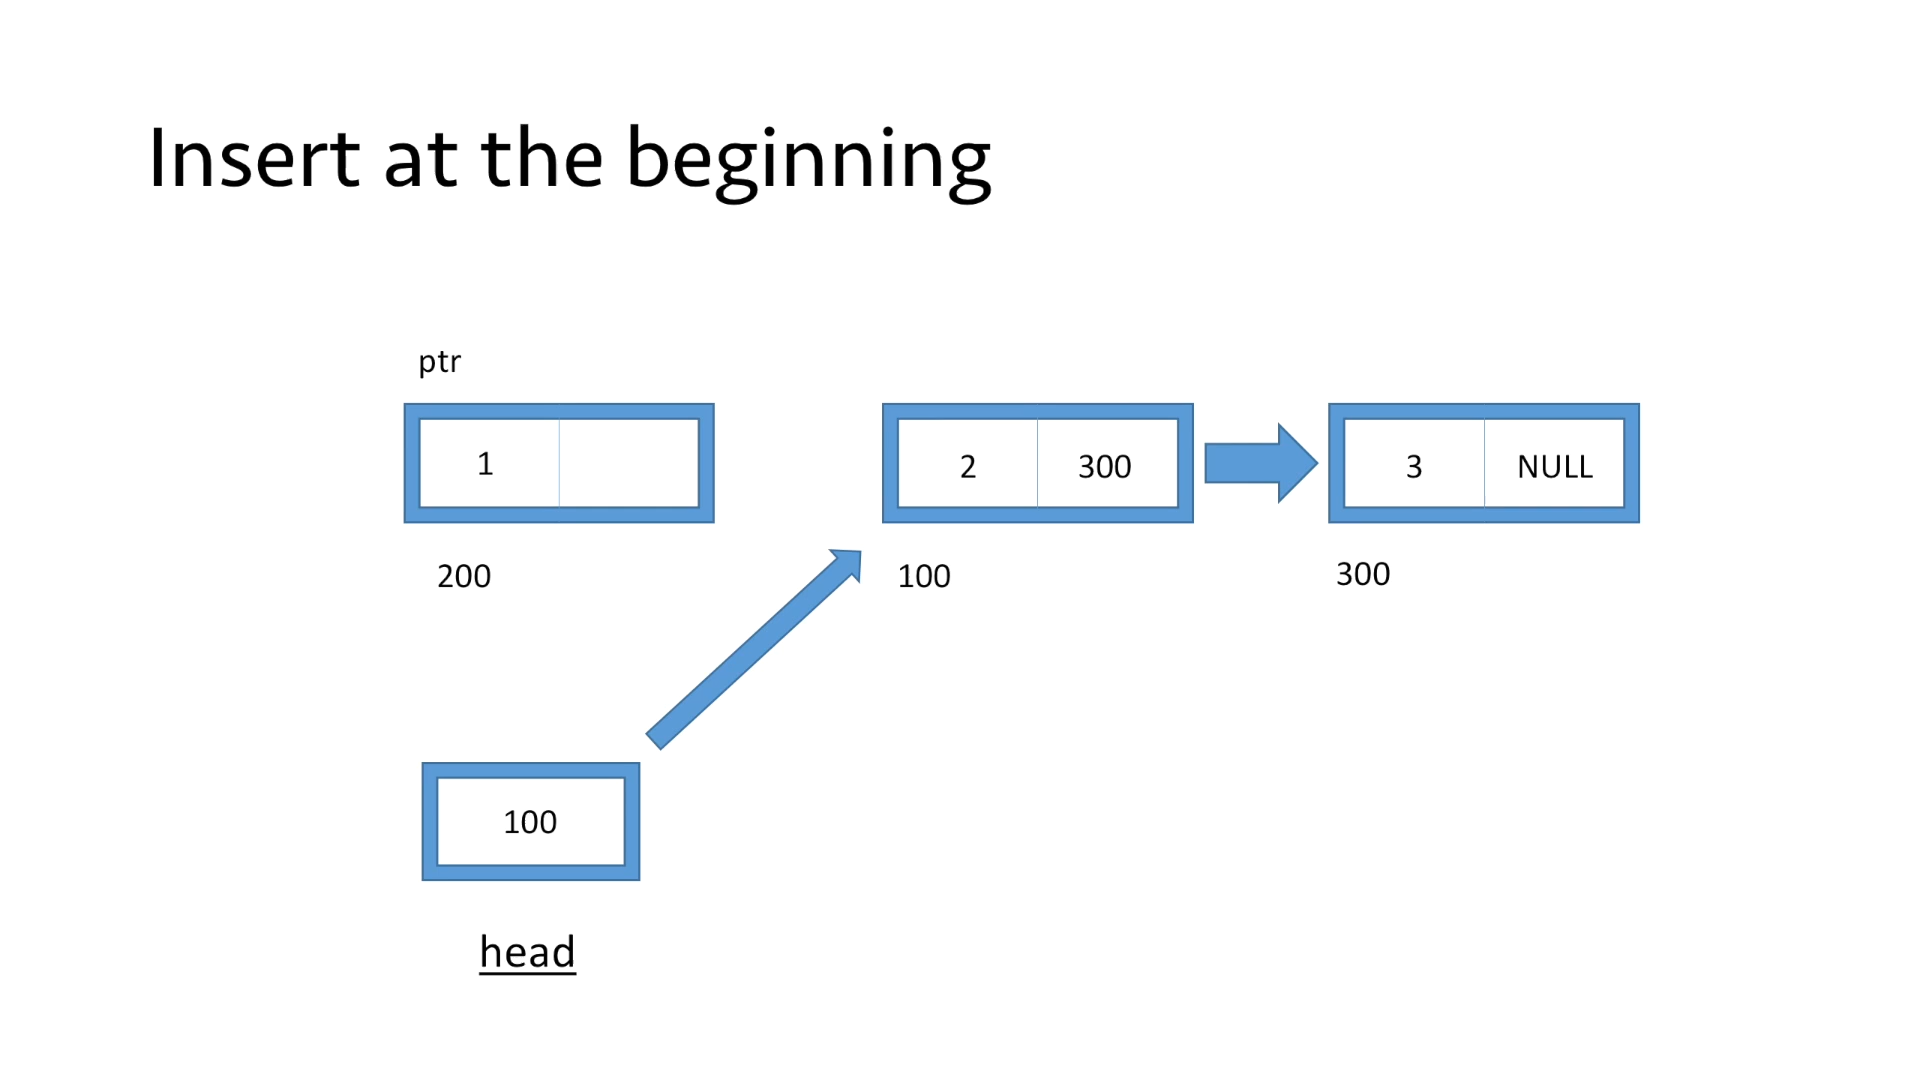 Insert at the beginning
ptr
1
2 300
3 NULL
200
100
300
100
head